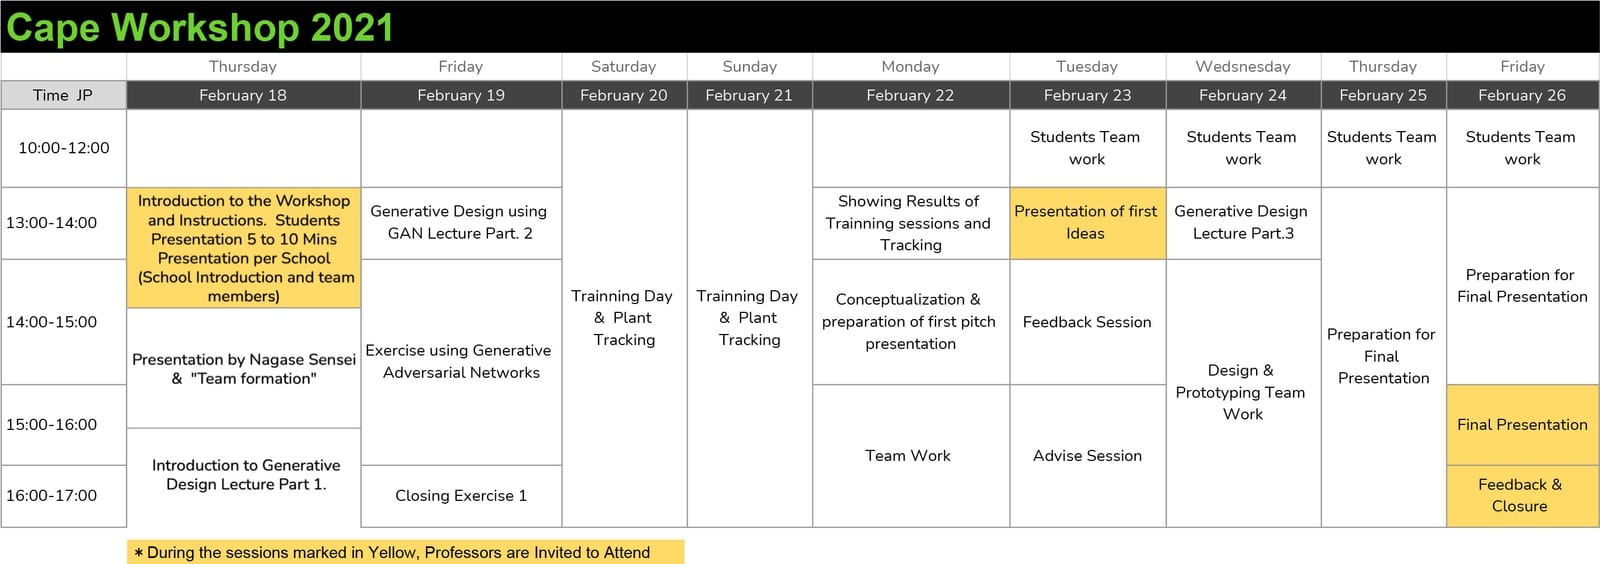 Cape Workshop 2021
Thursday Friday Saturday Sunday Monday Tuesday Wedsnesday Thursday Friday
Time JP February 18 February 19 February 20 February 21 February 22 February 23 February 24 February 25 February 26
10:00-12:00
Students Team
work
Students Team
work
Students Team
work
Students Team
work
13:00-14:00
Introduction to the Workshop
and Instructions. Students
Presentation 5 to 10 Mins
Presentation per School
(School Introduction and team
members)
Generative Design using
GAN Lecture Part. 2
Showing Results of
Trainning sessions and
Tracking
Presentation of first
Ideas
Generative Design
Lecture Part.3
14:00-15:00
Presentation by Nagase Sensei
& "Team formation"
Exercise using Generative
Adversarial Networks
Trainning Day
& Plant
Tracking
Trainning Day
& Plant
Tracking
Conceptualization &
preparation of first pitch
presentation
Feedback Session
Design &
Prototyping Team
Work
Preparation for
Final
Presentation
Preparation for
Final Presentation
15:00-16:00
Introduction to Generative
Design Lecture Part 1.
Team Work
Advise Session
Final Presentation
16:00-17:00
Closing Exercise 1
Feedback &
Closure
* During the sessions marked in Yellow, Professors are Invited to Attend